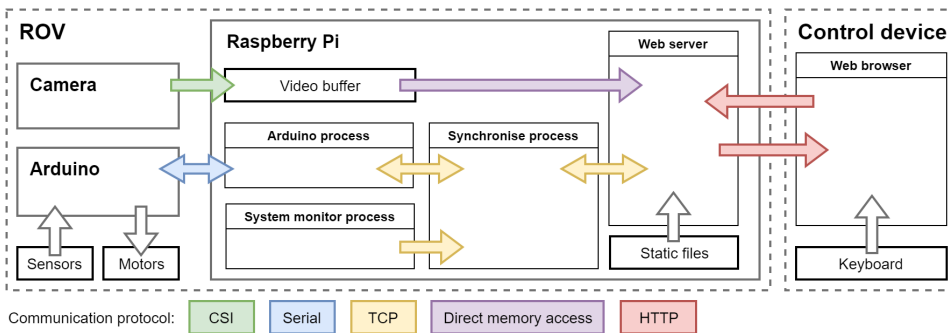 ROV
Raspberry Pi
Web server
Control device
Web browser
Camera
Video buffer
Arduino process
Synchronise process
Arduino
System monitor process
Sensors
Motors
Static files
Keyboard
Communication protocol:
CSI
Serial
TCP
Direct memory access
HTTP